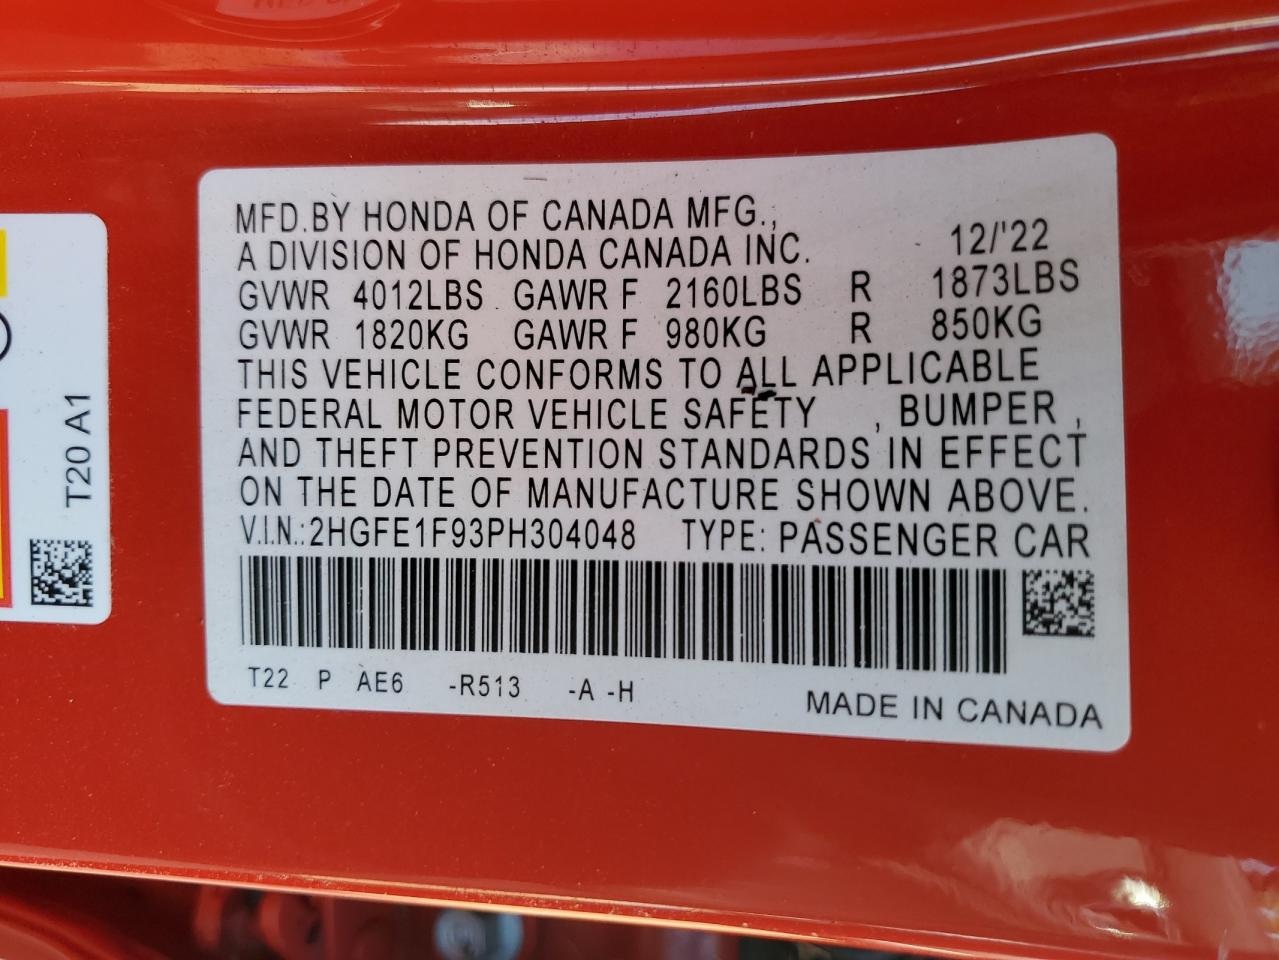 MFD.BY HONDA OF CANADA MFG.,
A DIVISION OF HONDA CANADA INC. 12/'22
GVWR 4012LBS GAWR F 2160LBS R 1873LBS
GVWR 1820KG GAWR F 980KG R 850KG
THIS VEHICLE CONFORMS TO ALL APPLICABLE
FEDERAL MOTOR VEHICLE SAFETY , BUMPER ,
AND THEFT PREVENTION STANDARDS IN EFFECT
ON THE DATE OF MANUFACTURE SHOWN ABOVE.
V.I.N.:2HGFE1F93PH304048 TYPE: PASSENGER CAR
T22 P AE6 -R513 -A -H
MADE IN CANADA
T20 A1